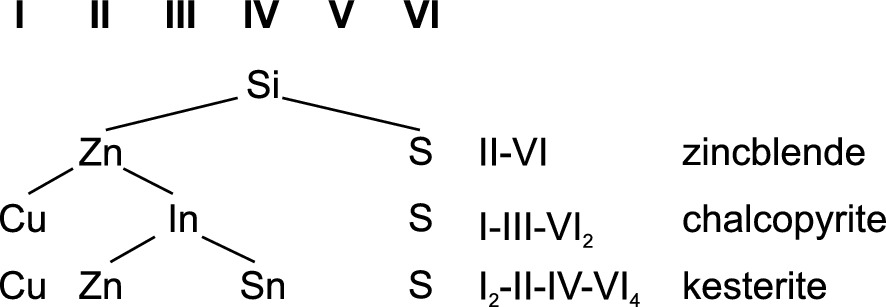 I II III IV V VI
Si
Zn S II-VI zincblende
Cu In S I-III-VI₂ chalcopyrite
Cu Zn Sn S I₂-II-IV-VI₄ kesterite